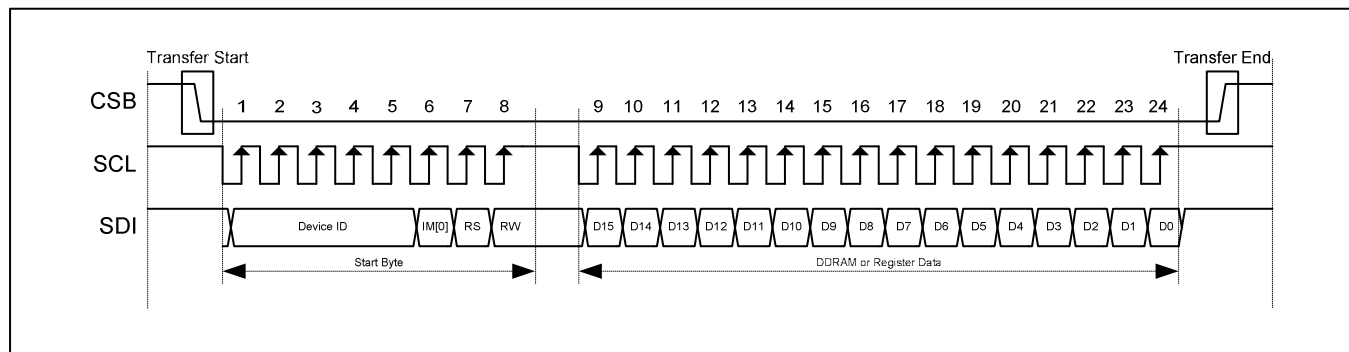 Transfer Start Transfer End
CSB 1 2 3 4 5 6 7 8 9 10 11 12 13 14 15 16 17 18 19 20 21 22 23 24
SCL
SDI Device ID IM[0] RS RW D15 D14 D13 D12 D11 D10 D9 D8 D7 D6 D5 D4 D3 D2 D1 D0
Start Byte DDRAM or Register Data